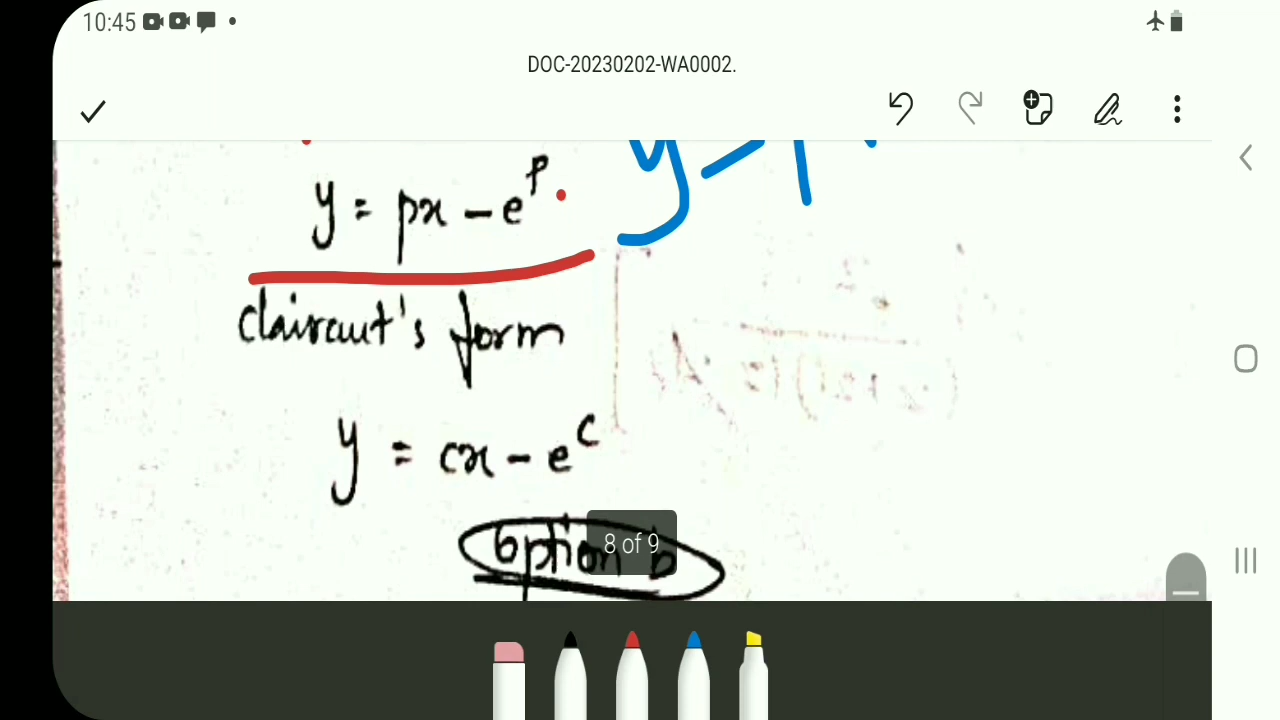 10:45
DOC-20230202-WA0002.
y = px - e^p .
Clairaut's form
y = cx - e^c
Option b
8 of 9